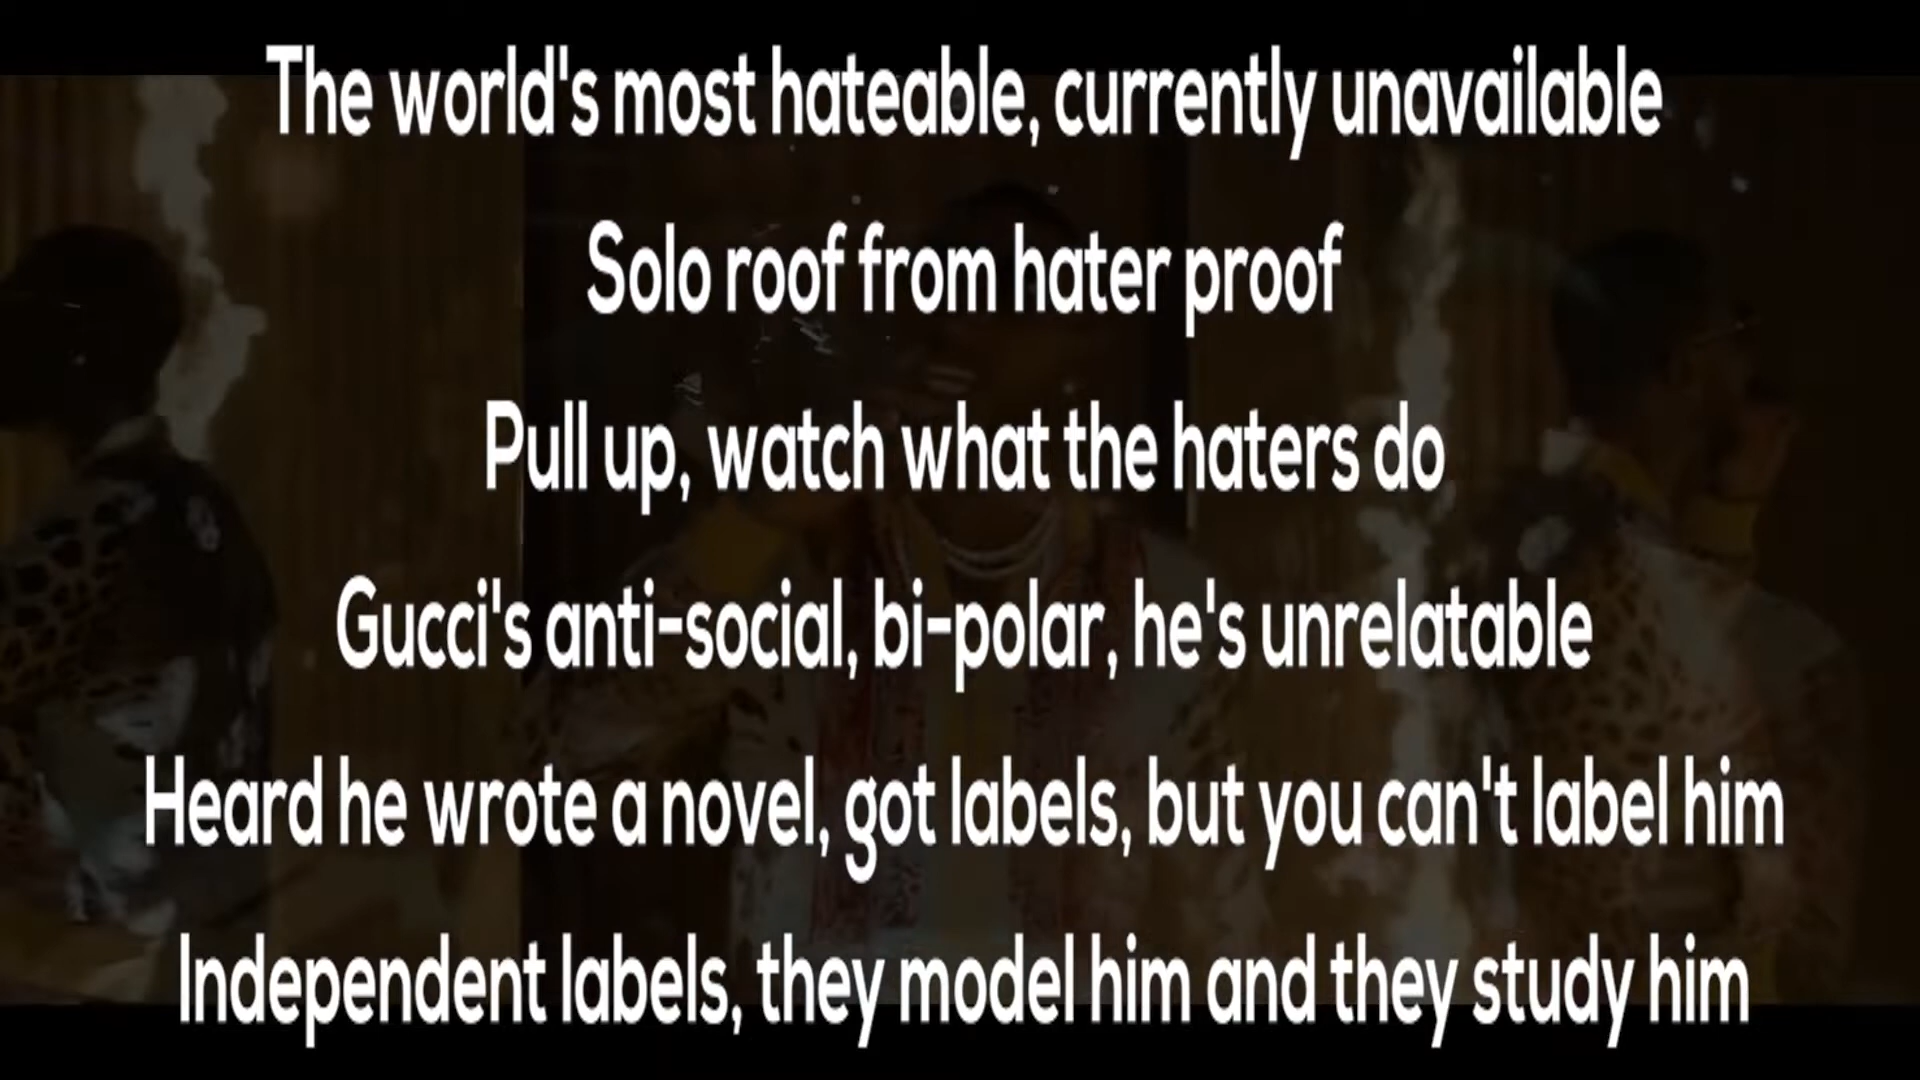 The world's most hateable, currently unavailable
Solo roof from hater proof
Pull up, watch what the haters do
Gucci's anti-social, bi-polar, he's unrelatable
Heard he wrote a novel, got labels, but you can't label him
Independent labels, they model him and they study him